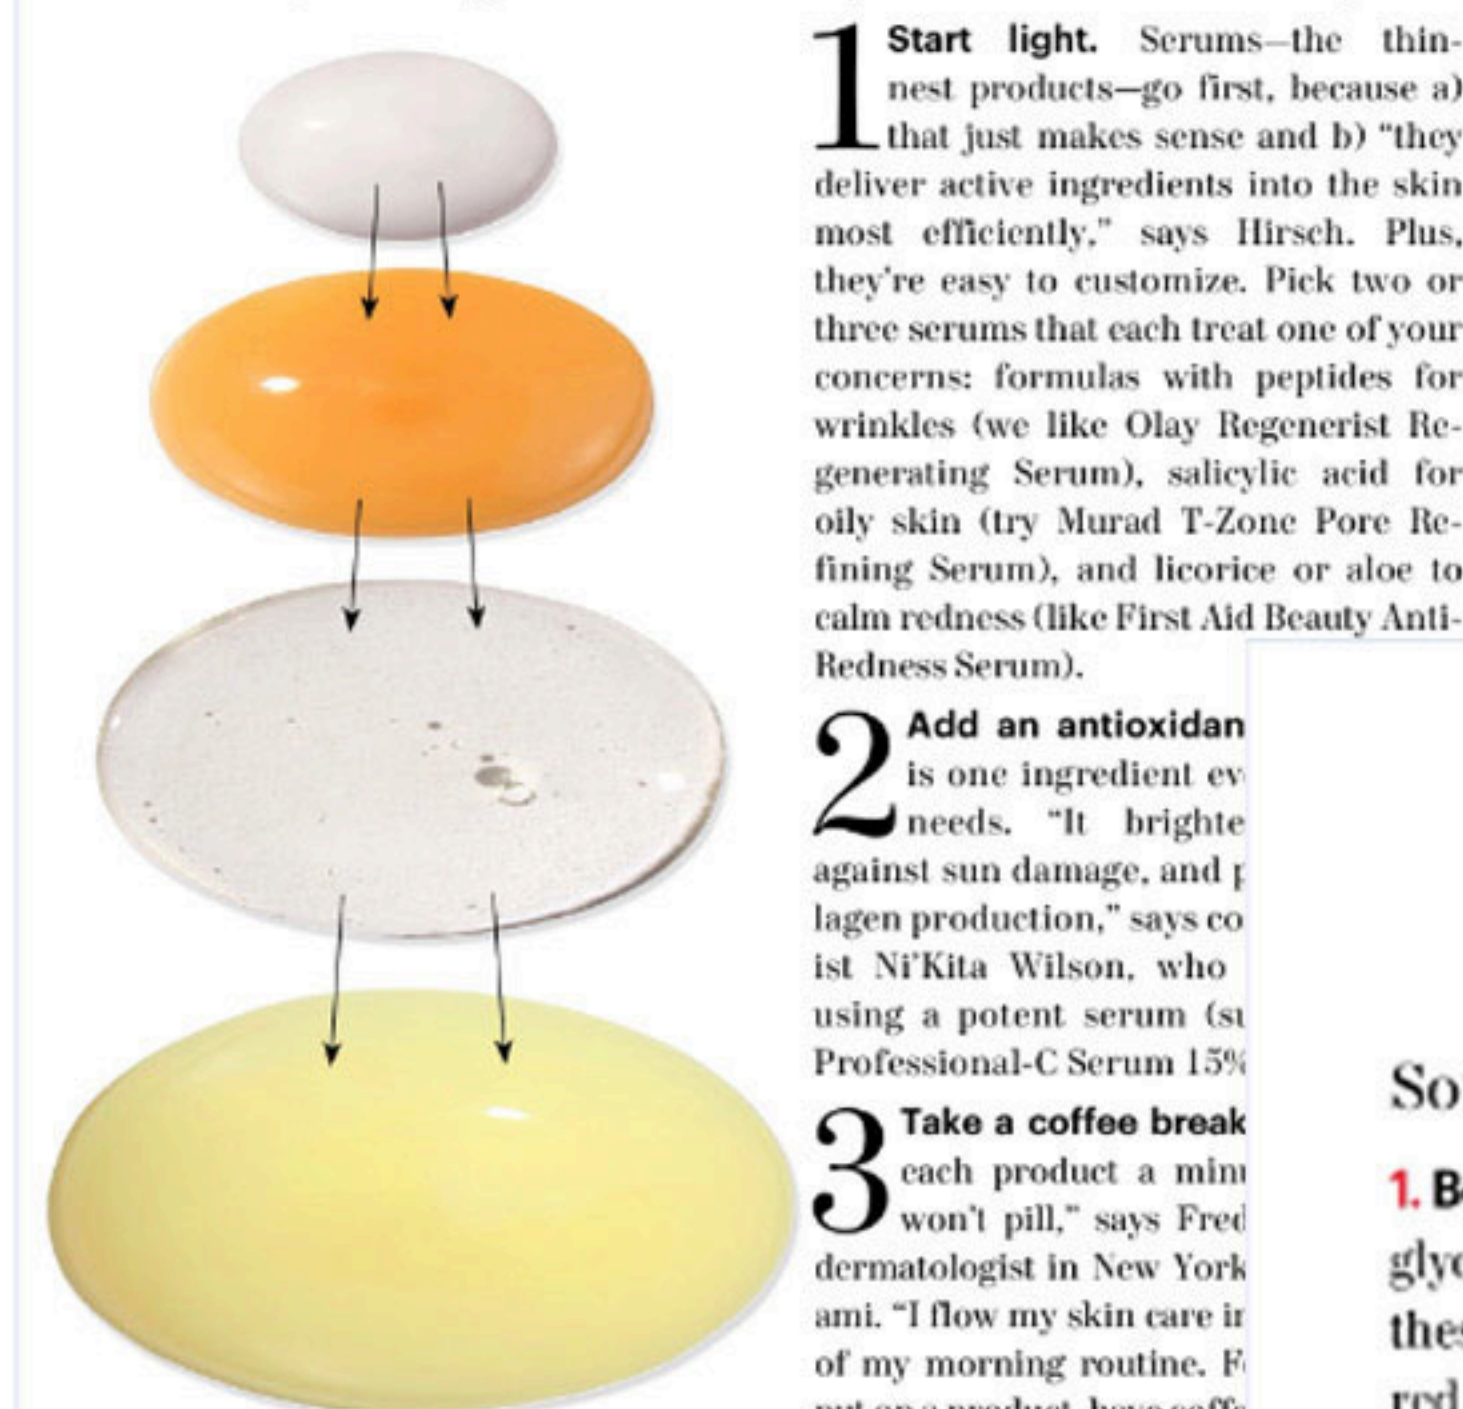 1 Start light. Serums—the thin-
nest products—go first, because a)
that just makes sense and b) "they
deliver active ingredients into the skin
most efficiently," says Hirsch. Plus,
they're easy to customize. Pick two or
three serums that each treat one of your
concerns: formulas with peptides for
wrinkles (we like Olay Regenerist Re-
generating Serum), salicylic acid for
oily skin (try Murad T-Zone Pore Re-
fining Serum), and licorice or aloe to
calm redness (like First Aid Beauty Anti-
Redness Serum).
2 Add an antioxidan
is one ingredient ev
needs. "It brighte
against sun damage, and p
lagen production," says co
ist Ni'Kita Wilson, who
using a potent serum (su
Professional-C Serum 15%
3 Take a coffee break
each product a min
won't pill," says Fred
dermatologist in New York
ami. "I flow my skin care in
of my morning routine. F
So
1. B
glyc
thes
red